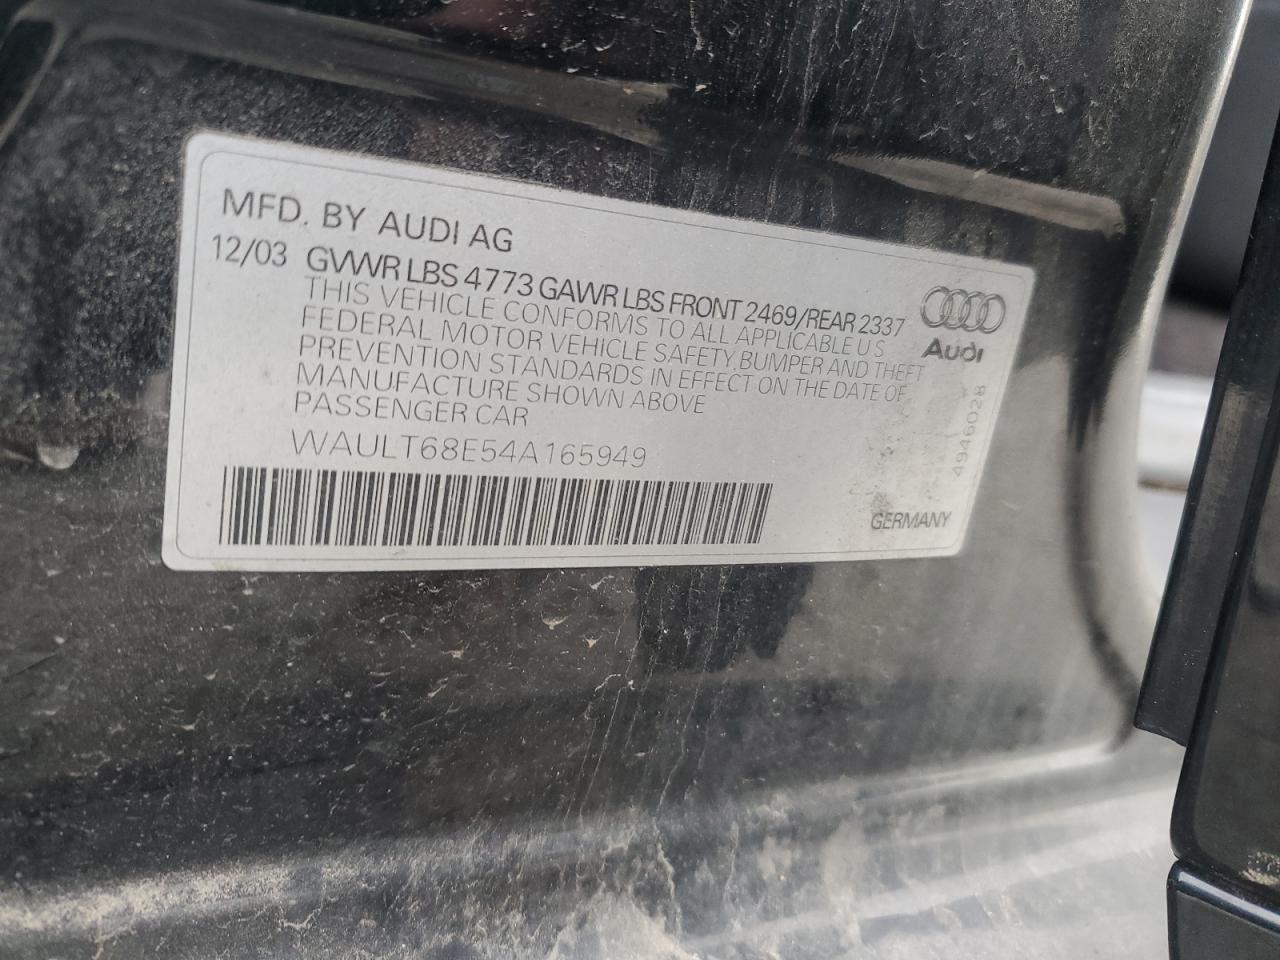 MFD. BY AUDI AG
12/03 GVWR LBS 4773 GAWR LBS FRONT 2469/REAR 2337
THIS VEHICLE CONFORMS TO ALL APPLICABLE U S
FEDERAL MOTOR VEHICLE SAFETY, BUMPER AND THEFT
PREVENTION STANDARDS IN EFFECT ON THE DATE OF
MANUFACTURE SHOWN ABOVE
PASSENGER CAR
WAULT68E54A165949
Audi
4946028
GERMANY